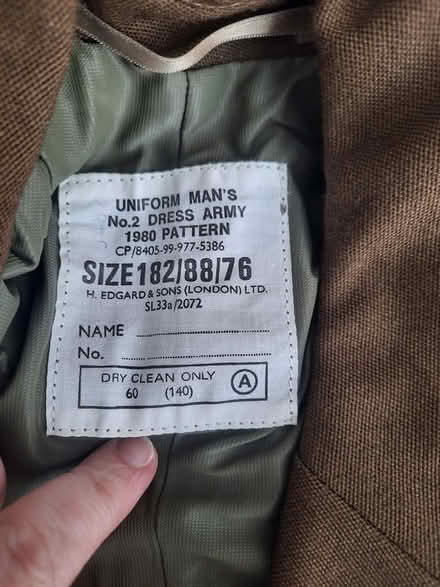 UNIFORM MAN'S
No.2 DRESS ARMY
1980 PATTERN
CP/8405-99-977-5386
SIZE 182/88/76
H. EDGARD & SONS (LONDON) LTD.
SL33a/2072
NAME
No.
DRY CLEAN ONLY
60 (140)
A